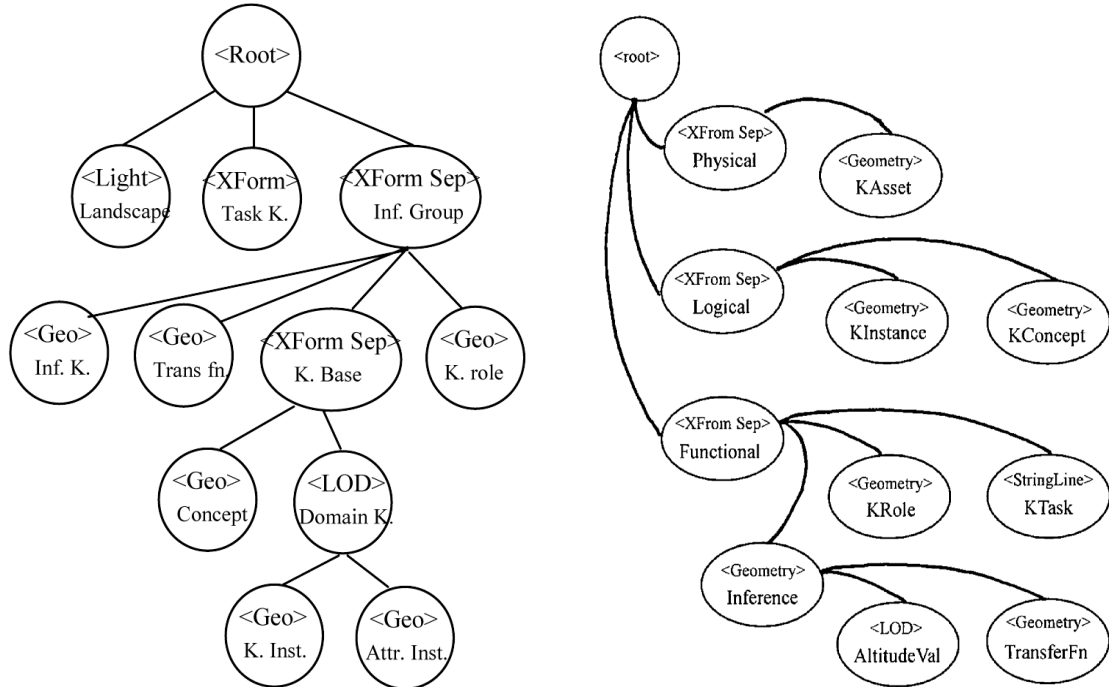 <Root>
<Light>
Landscape
<XForm>
Task K.
<XForm Sep>
Inf. Group
<Geo>
Inf. K.
<Geo>
Trans fn.
<XForm Sep>
K. Base
<Geo>
K. role
<Geo>
Concept
<LOD>
Domain K.
<Geo>
K. Inst.
<Geo>
Attr. Inst.
<root>
<XFrom Sep>
Physical
<Geometry>
KAsset
<XFrom Sep>
Logical
<Geometry>
KInstance
<Geometry>
KConcept
<XFrom Sep>
Functional
<Geometry>
KRole
<StringLine>
KTask
<Geometry>
Inference
<LOD>
AltitudeVal
<Geometry>
TransferFn